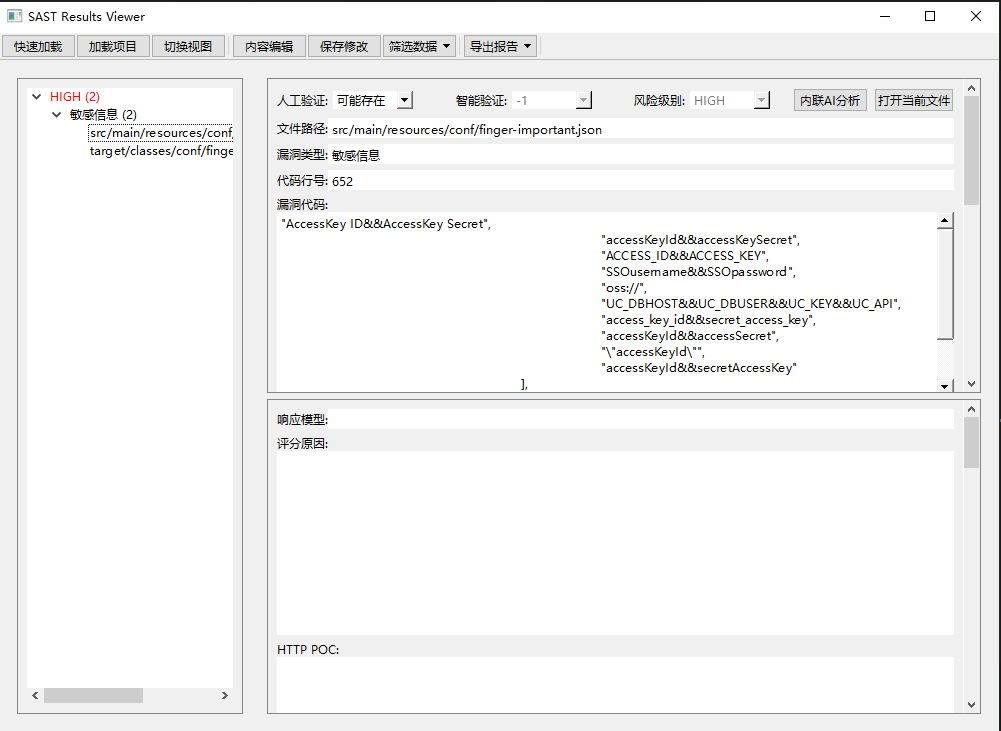 SAST Results Viewer
快速加载 加载项目 切换视图 内容编辑 保存修改 筛选数据 导出报告
HIGH (2)
敏感信息 (2)
src/main/resources/conf
target/classes/conf/finge
人工验证: 可能存在 智能验证: -1 风险级别: HIGH 内联AI分析 打开当前文件
文件路径: src/main/resources/conf/finger-important.json
漏洞类型: 敏感信息
代码行号: 652
漏洞代码:
"AccessKey ID&&AccessKey Secret",
"accessKeyId&&accessKeySecret",
"ACCESS_ID&&ACCESS_KEY",
"SSOusername&&SSOpassword",
"oss://",
"UC_DBHOST&&UC_DBUSER&&UC_KEY&&UC_API",
"access_key_id&&secret_access_key",
"accessKeyId&&accessSecret",
"\"accessKeyId\"",
"accessKeyId&&secretAccessKey"
],
响应模型:
评分原因:
HTTP POC: